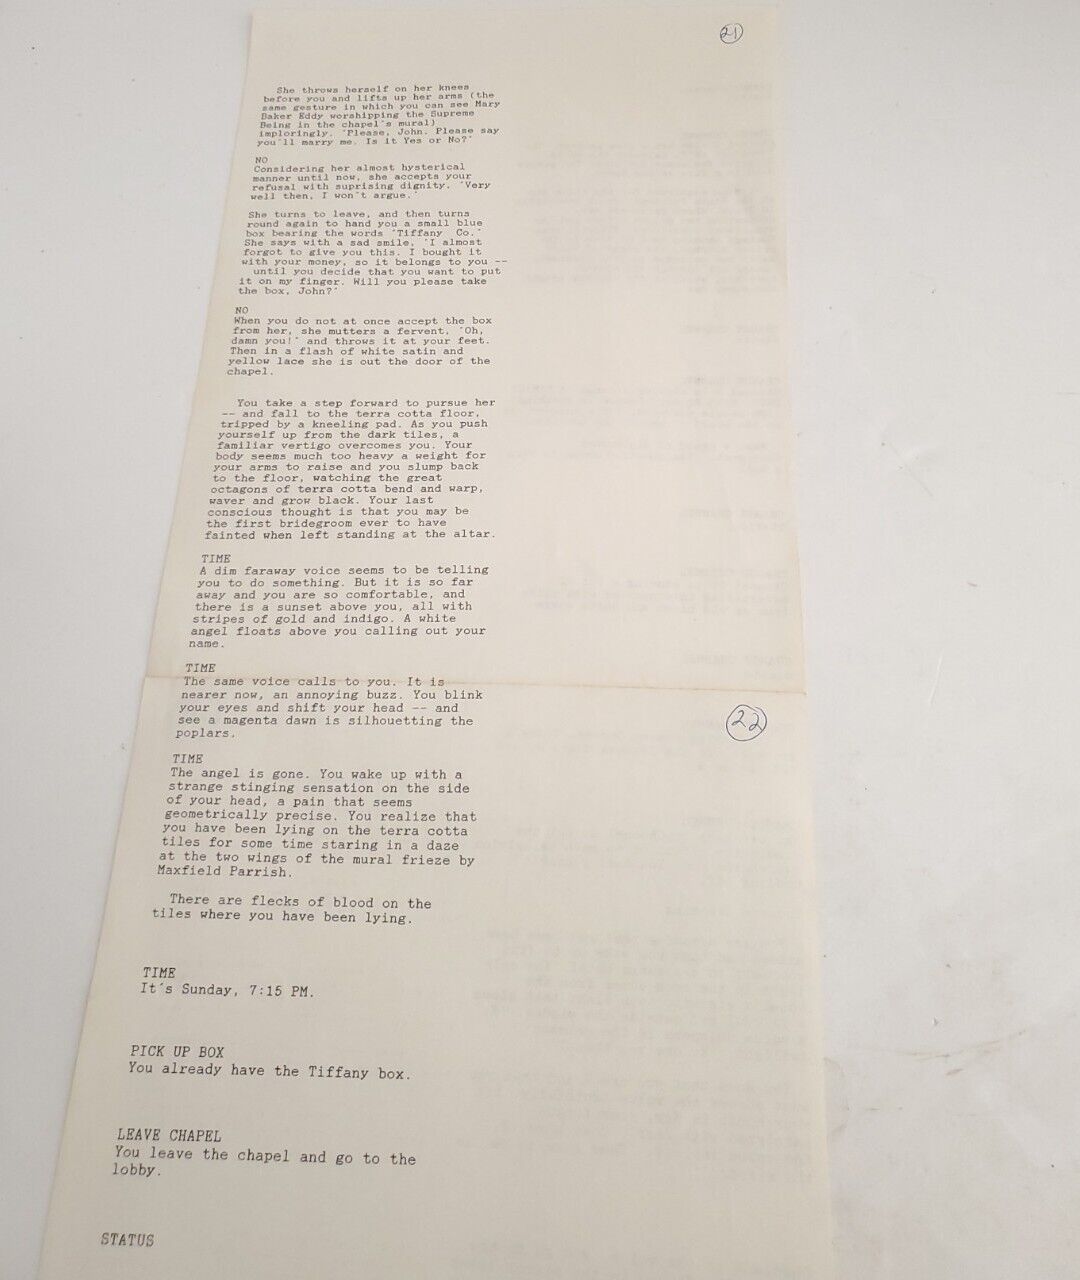 21
She throws herself on her knees
before you and lifts up her arms (the
same gesture in which you can see Mary
Baker Eddy worshipping the Supreme
Being in the chapel's mural)
imploringly. "Please, John. Please say
you'll marry me. Is it Yes or No?"
NO
Considering her almost hysterical
manner until now, she accepts your
refusal with suprising dignity. "Very
well then, I won't argue."
She turns to leave, and then turns
round again to hand you a small blue
box bearing the words "Tiffany Co."
She says with a sad smile, "I almost
forgot to give you this. I bought it
with your money, so it belongs to you --
until you decide that you want to put
it on my finger. Will you please take
the box, John?"
NO
When you do not at once accept the box
from her, she mutters a fervent, "Oh,
damn you!" and throws it at your feet.
Then in a flash of white satin and
yellow lace she is out the door of the
chapel.
You take a step forward to pursue her
-- and fall to the terra cotta floor,
tripped by a kneeling pad. As you push
yourself up from the dark tiles, a
familiar vertigo overcomes you. Your
body seems much too heavy a weight for
your arms to raise and you slump back
to the floor, watching the great
octagons of terra cotta bend and warp,
waver and grow black. Your last
conscious thought is that you may be
the first bridegroom ever to have
fainted when left standing at the altar.
TIME
A dim faraway voice seems to be telling
you to do something. But it is so far
away and you are so comfortable, and
there is a sunset above you, all with
stripes of gold and indigo. A white
angel floats above you calling out your
name.
TIME
The same voice calls to you. It is
nearer now, an annoying buzz. You blink
your eyes and shift your head -- and
see a magenta dawn is silhouetting the
poplars.
22
TIME
The angel is gone. You wake up with a
strange stinging sensation on the side
of your head, a pain that seems
geometrically precise. You realize that
you have been lying on the terra cotta
tiles for some time staring in a daze
at the two wings of the mural frieze by
Maxfield Parrish.
There are flecks of blood on the
tiles where you have been lying.
TIME
It's Sunday, 7:15 PM.
PICK UP BOX
You already have the Tiffany box.
LEAVE CHAPEL
You leave the chapel and go to the
lobby.
STATUS